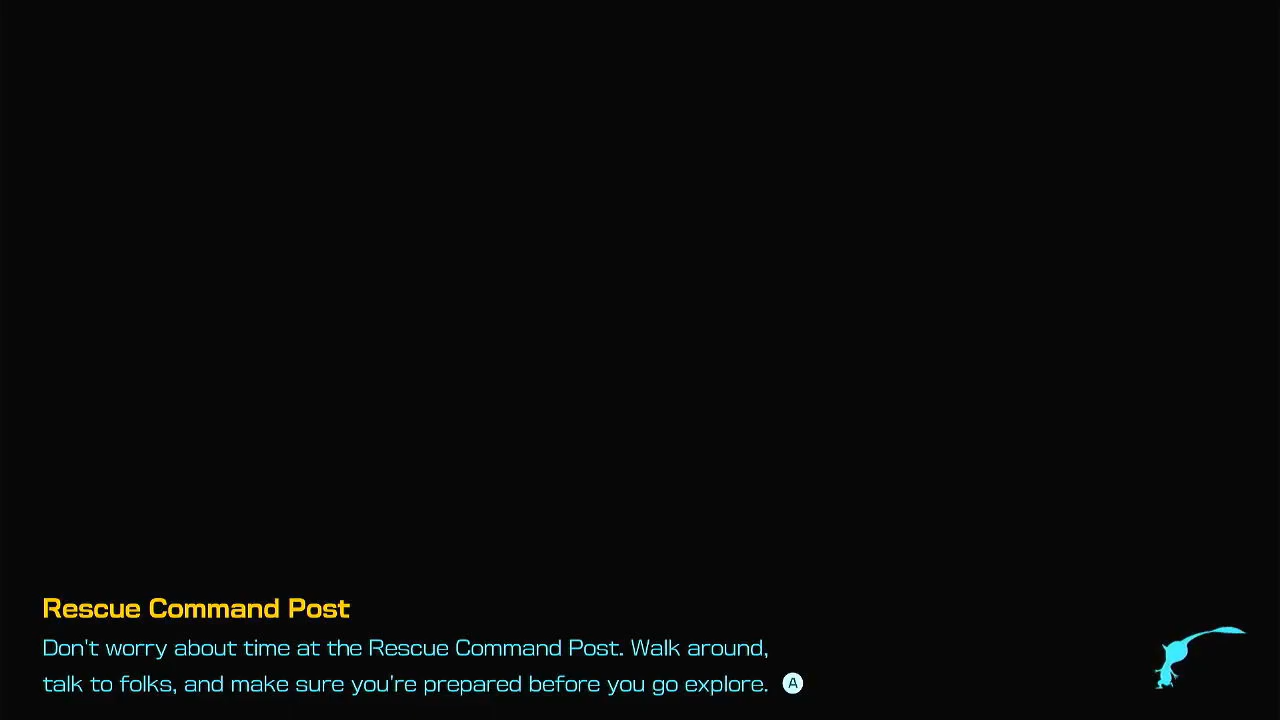 Rescue Command Post
Don't worry about time at the Rescue Command Post. Walk around,
talk to folks, and make sure you're prepared before you go explore. A